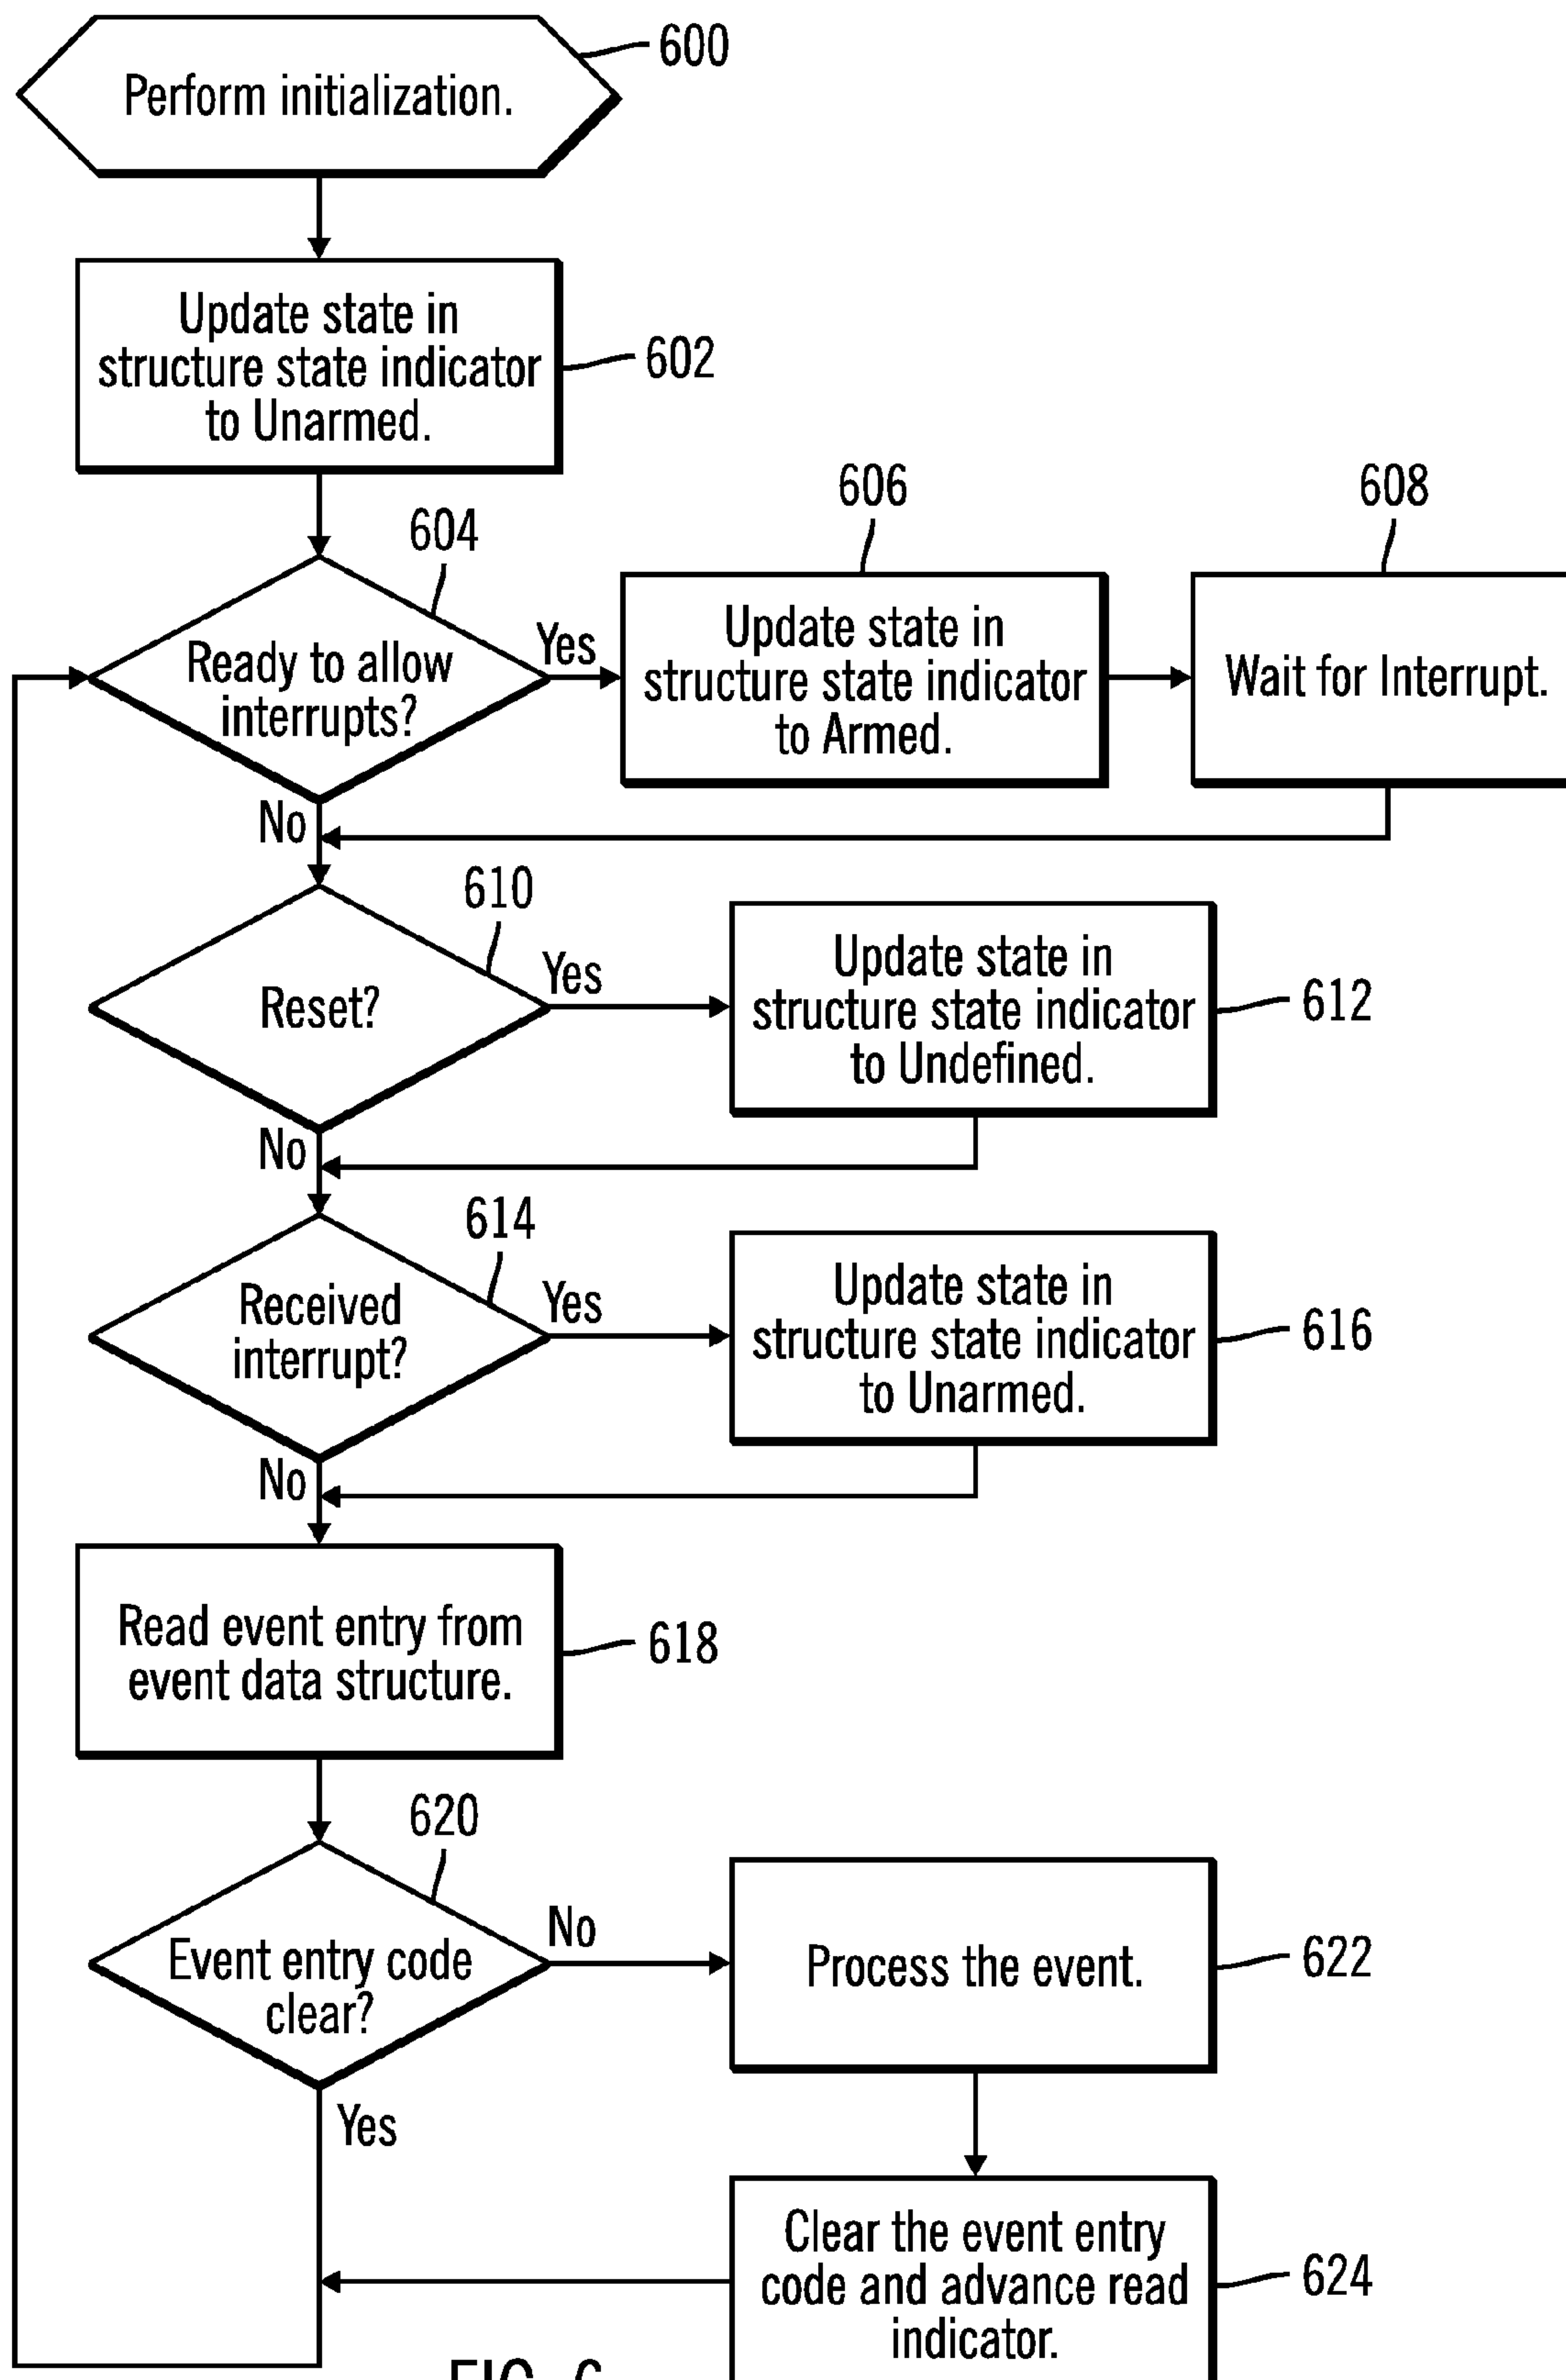 600
Perform initialization.
Update state in
structure state indicator
to Unarmed.
602
604
Ready to allow
interrupts?
Yes
606
Update state in
structure state indicator
to Armed.
608
Wait for Interrupt.
No
610
Reset?
Yes
Update state in
structure state indicator
to Undefined.
612
No
614
Received
interrupt?
Yes
Update state in
structure state indicator
to Unarmed.
616
No
Read event entry from
event data structure.
618
620
Event entry code
clear?
No
Process the event.
622
Yes
Clear the event entry
code and advance read
indicator.
624
FIG. 6